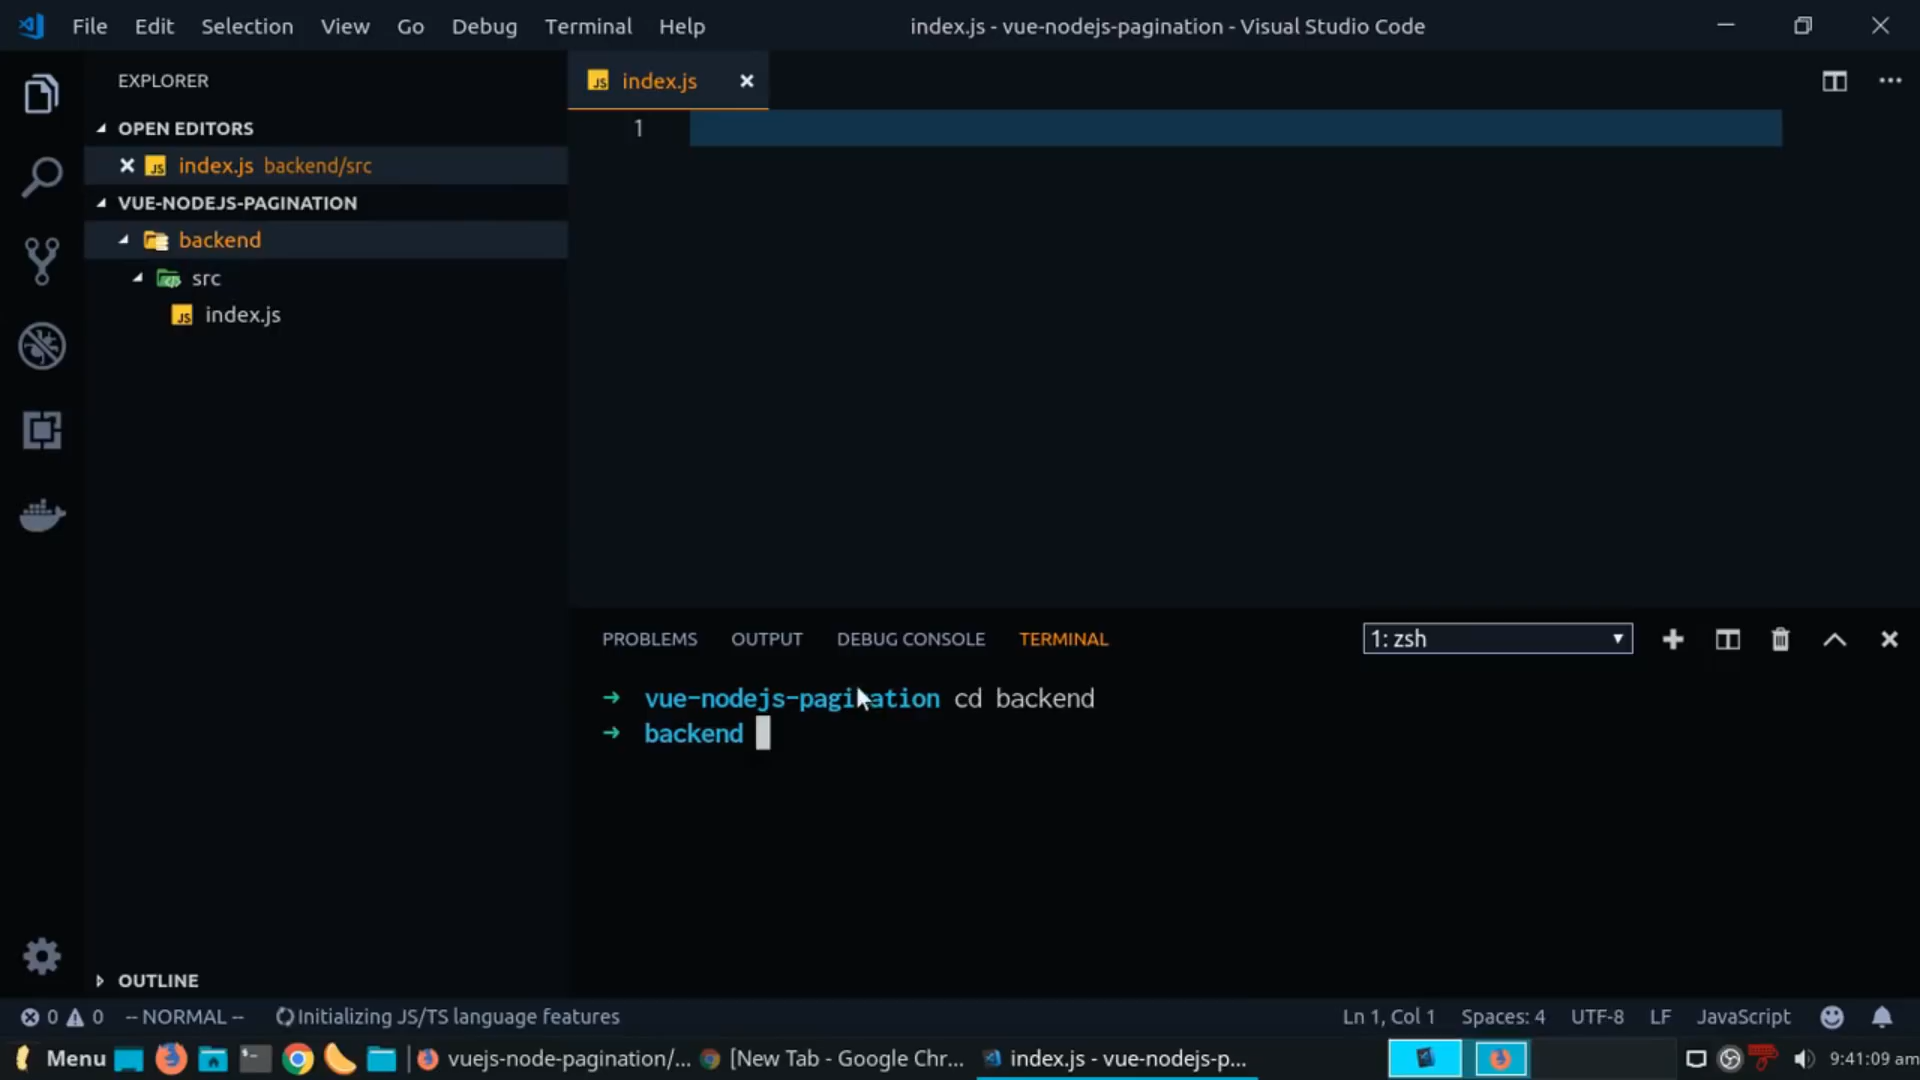 File Edit Selection View Go Debug Terminal Help
index.js - vue-nodejs-pagination - Visual Studio Code
EXPLORER
OPEN EDITORS
index.js backend/src
VUE-NODEJS-PAGINATION
backend
src
index.js
OUTLINE
index.js
1
PROBLEMS OUTPUT DEBUG CONSOLE TERMINAL
1: zsh
→ vue-nodejs-pagination cd backend
→ backend
0 0 -- NORMAL -- Initializing JS/TS language features
Ln 1, Col 1 Spaces: 4 UTF-8 LF JavaScript
Menu vuejs-node-pagination/... [New Tab - Google Chr... index.js - vue-nodejs-p... 9:41:09 am